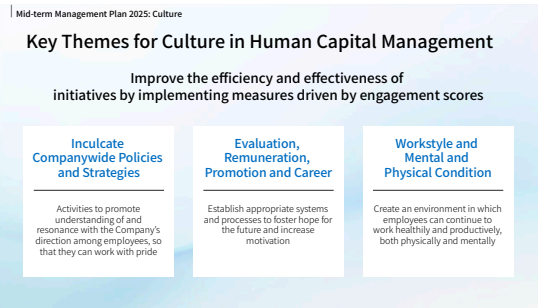 Mid-term Management Plan 2025: Culture
Key Themes for Culture in Human Capital Management
Improve the efficiency and effectiveness of
initiatives by implementing measures driven by engagement scores
Inculcate
Companywide Policies
and Strategies
Activities to promote
understanding of and
resonance with the Company's
direction among employees, so
that they can work with pride
Evaluation,
Remuneration,
Promotion and Career
Establish appropriate systems
and processes to foster hope for
the future and increase
motivation
Workstyle and
Mental and
Physical Condition
Create an environment in which
employees can continue to
work healthily and productively,
both physically and mentally